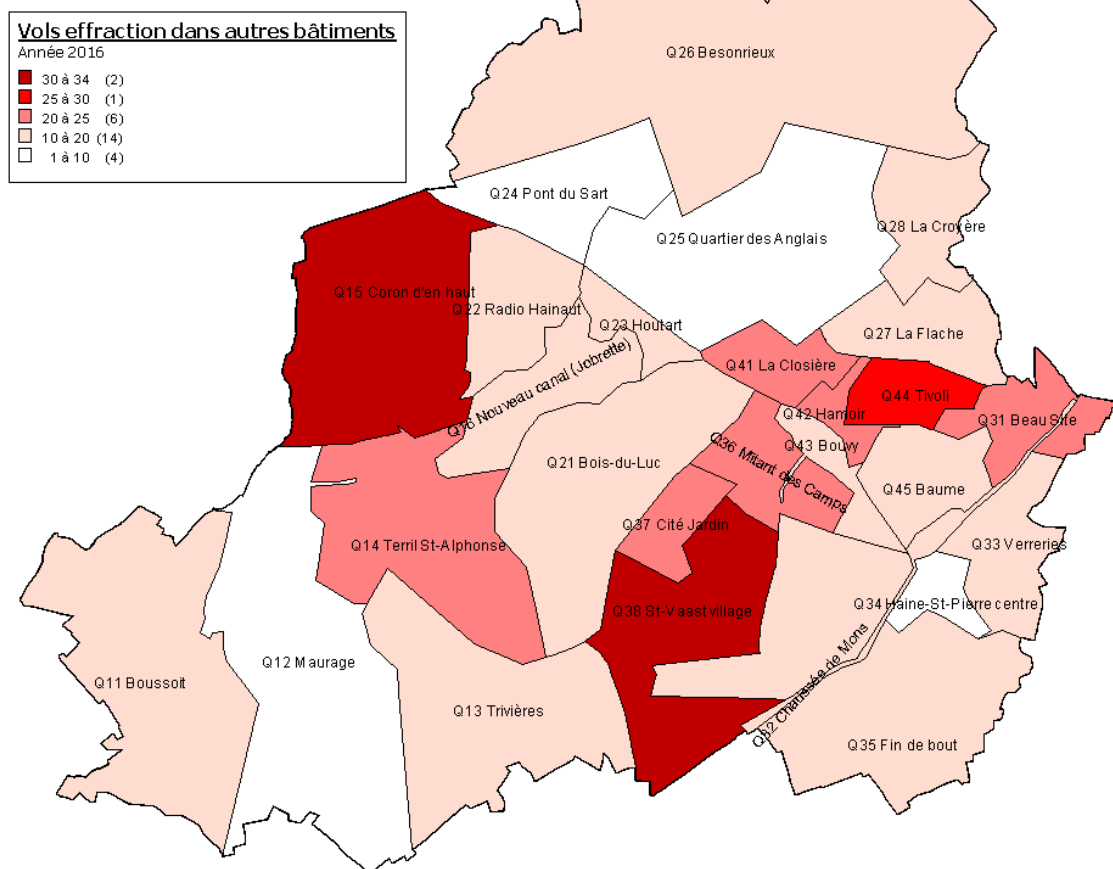 Vols effraction dans autres bâtiments
Année 2016
30 à 34 (2)
25 à 30 (1)
20 à 25 (6)
10 à 20 (14)
1 à 10 (4)
Q26 Besonrieux
Q24 Pont du Sart
Q25 Quartier des Anglais
Q28 La Croyère
Q15 Coron d'en haut
Q22 Radio Hainaut
Q23 Houtart
Q27 La Flache
Q41 La Closière
Q16 Nouveau canal (Jobrette)
Q44 Tivoli
Q42 Hamoir
Q31 Beau Site
Q43 Bouvy
Q36 Mitant des Camps
Q21 Bois-du-Luc
Q45 Baume
Q37 Cité Jardin
Q14 Terril St-Alphonse
Q33 Verreries
Q34 Haine-St-Pierre centre
Q38 St-Vaast village
Q12 Maurage
Q11 Boussoit
Q32 Chaussée de Mons
Q13 Trivières
Q35 Fin de bout